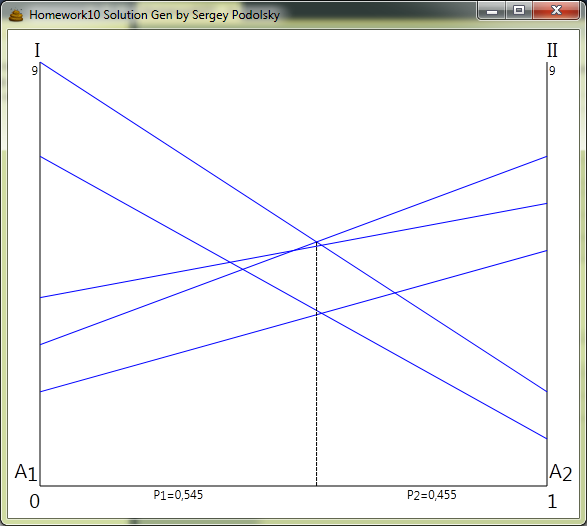 Homework10 Solution Gen by Sergey Podolsky
I II
9 9
A1 A2
P1=0,545 P2=0,455
0 1